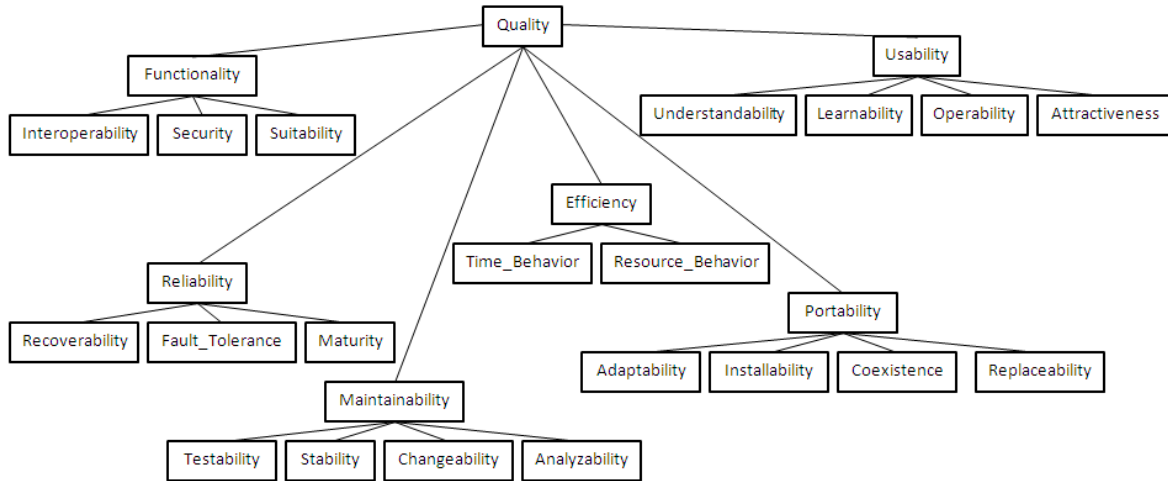 Quality
Functionality
Usability
Interoperability Security Suitability
Understandability Learnability Operability Attractiveness
Efficiency
Time_Behavior Resource_Behavior
Reliability
Portability
Recoverability Fault_Tolerance Maturity
Adaptability Installability Coexistence Replaceability
Maintainability
Testability Stability Changeability Analyzability